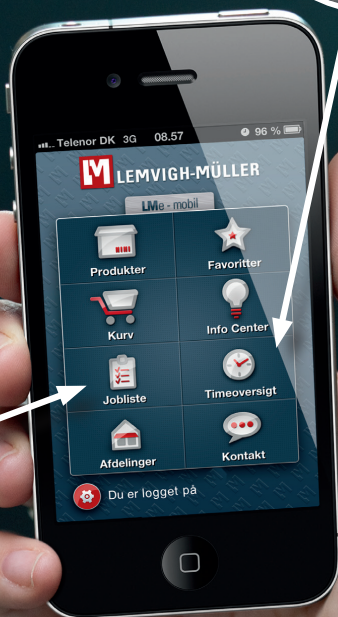 Telenor DK 3G 08.57 96 %
LM LEMVIGH-MÜLLER
LMe - mobil
Produkter Favoritter
Kurv Info Center
Jobliste Timeoversigt
Afdelinger Kontakt
Du er logget på